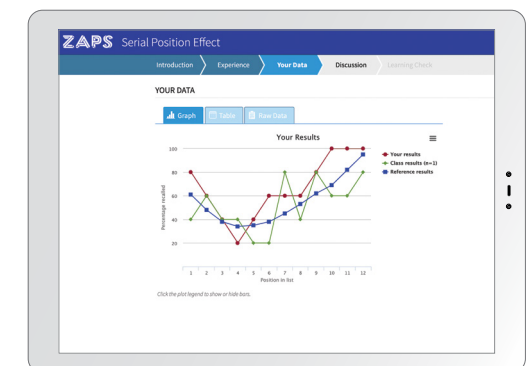 ZAPS Serial Position Effect
Introduction Experience Your Data Discussion Learning Check
YOUR DATA
Graph Table Raw Data
Your Results
Your results
Class results (n=1)
Reference results
Percentage recalled
100
80
60
40
20
1 2 3 4 5 6 7 8 9 10 11 12
Position in list
Click the plot legend to show or hide bars.